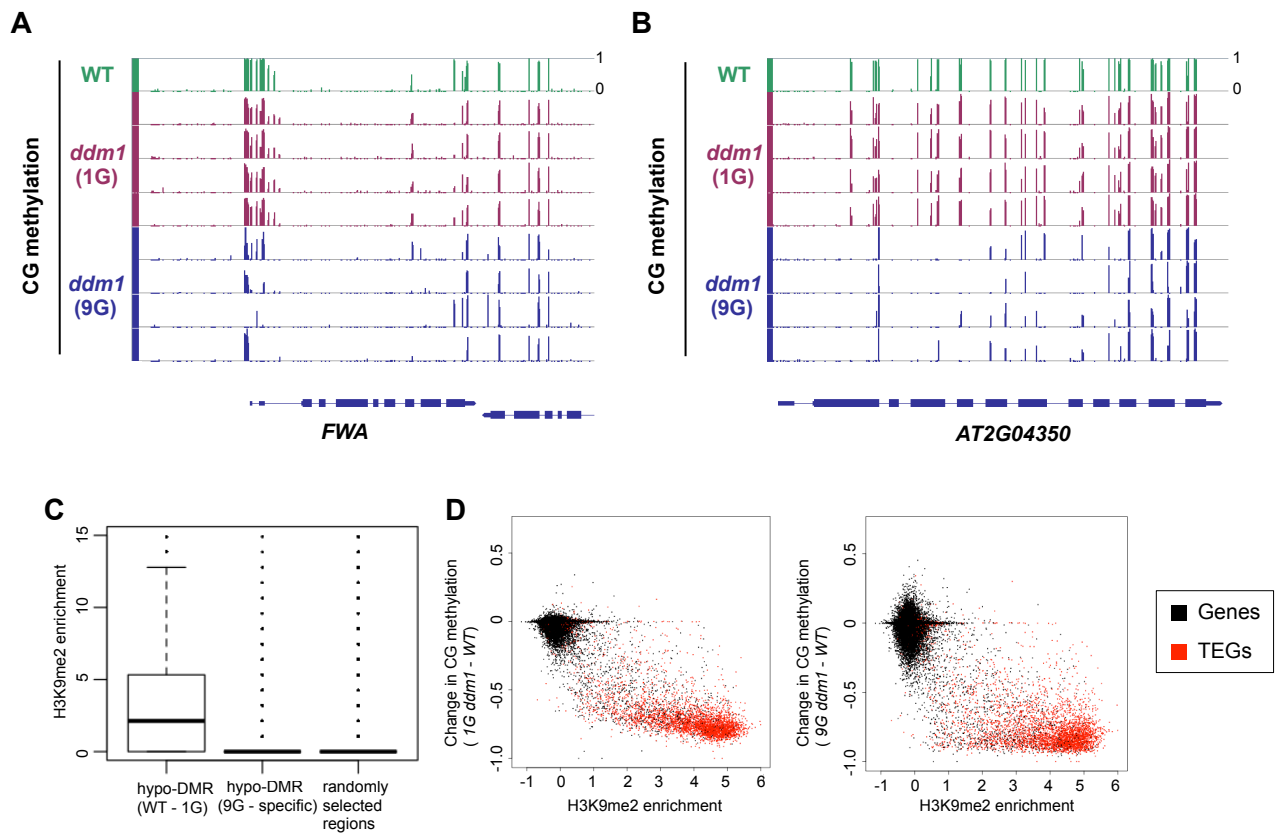 A
CG methylation
WT
ddm1
(1G)
ddm1
(9G)
1
0
FWA
B
CG methylation
WT
ddm1
(1G)
ddm1
(9G)
1
0
AT2G04350
C
H3K9me2 enrichment
15
10
5
0
hypo-DMR
(WT - 1G)
hypo-DMR
(9G - specific)
randomly
selected
regions
D
Change in CG methylation
( 1G ddm1 - WT)
0.5
0
-0.5
-1.0
-1 0 1 2 3 4 5 6
H3K9me2 enrichment
Change in CG methylation
( 9G ddm1 - WT)
0.5
0
-0.5
-1.0
-1 0 1 2 3 4 5 6
H3K9me2 enrichment
Genes
TEGs